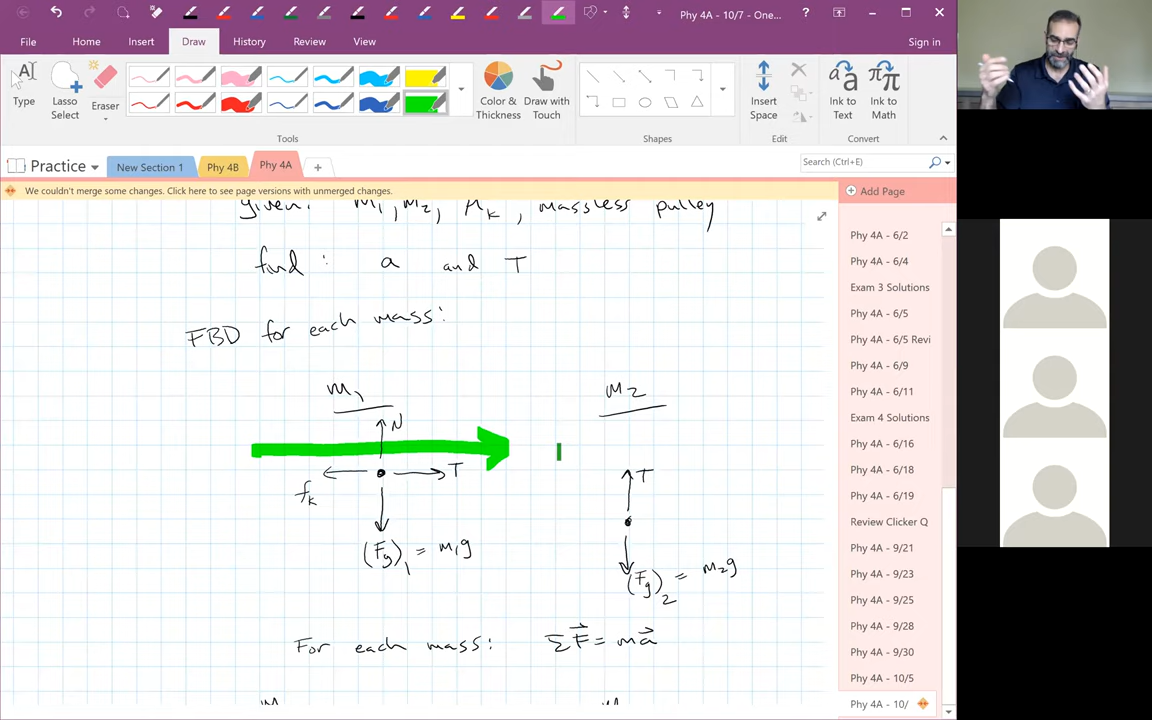 Phy 4A - 10/7 - One...
?
File Home Insert Draw History Review View Sign in
Type Lasso Select Eraser Color & Thickness Draw with Touch Insert Space Ink to Text Ink to Math
Tools Shapes Edit Convert
Practice New Section 1 Phy 4B Phy 4A + Search (Ctrl+E)
We couldn't merge some changes. Click here to see page versions with unmerged changes.
Add Page
given: m1, m2, μk, massless pulley
find: a and T
FBD for each mass:
m1 m2
N
fk T
T
(Fg)1 = m1g
(Fg)2 = m2g
For each mass: ΣF⃗ = ma⃗
Phy 4A - 6/2
Phy 4A - 6/4
Exam 3 Solutions
Phy 4A - 6/5
Phy 4A - 6/5 Revi
Phy 4A - 6/9
Phy 4A - 6/11
Exam 4 Solutions
Phy 4A - 6/16
Phy 4A - 6/18
Phy 4A - 6/19
Review Clicker Q
Phy 4A - 9/21
Phy 4A - 9/23
Phy 4A - 9/25
Phy 4A - 9/28
Phy 4A - 9/30
Phy 4A - 10/5
Phy 4A - 10/